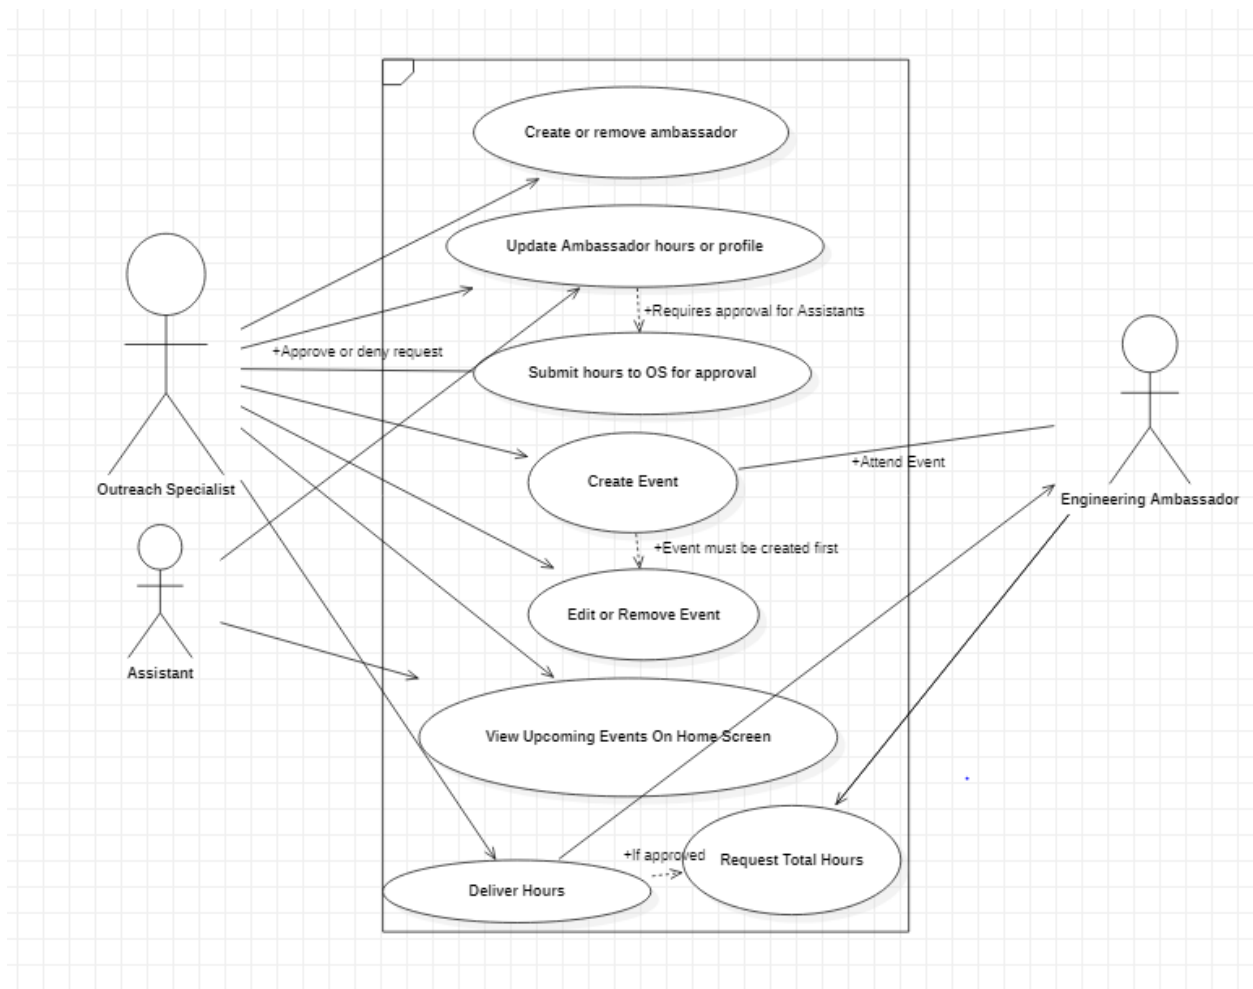 Create or remove ambassador
Update Ambassador hours or profile
+Requires approval for Assistants
+Approve or deny request
Submit hours to OS for approval
+Attend Event
Create Event
Outreach Specialist
Engineering Ambassador
+Event must be created first
Edit or Remove Event
Assistant
View Upcoming Events On Home Screen
+If approved
Request Total Hours
Deliver Hours